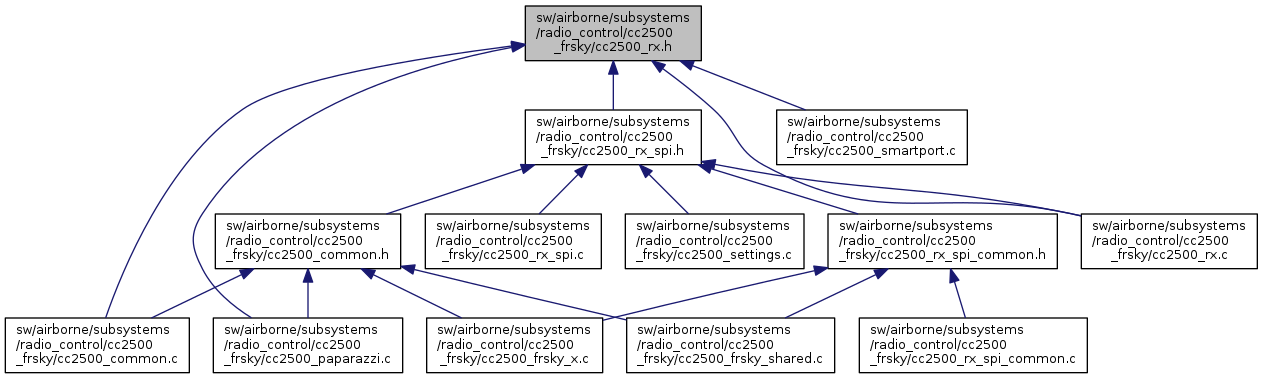 sw/airborne/subsystems
/radio_control/cc2500
_frsky/cc2500_rx.h
sw/airborne/subsystems
/radio_control/cc2500
_frsky/cc2500_rx_spi.h
sw/airborne/subsystems
/radio_control/cc2500
_frsky/cc2500_smartport.c
sw/airborne/subsystems
/radio_control/cc2500
_frsky/cc2500_common.h
sw/airborne/subsystems
/radio_control/cc2500
_frsky/cc2500_rx_spi.c
sw/airborne/subsystems
/radio_control/cc2500
_frsky/cc2500_settings.c
sw/airborne/subsystems
/radio_control/cc2500
_frsky/cc2500_rx_spi_common.h
sw/airborne/subsystems
/radio_control/cc2500
_frsky/cc2500_rx.c
sw/airborne/subsystems
/radio_control/cc2500
_frsky/cc2500_common.c
sw/airborne/subsystems
/radio_control/cc2500
_frsky/cc2500_paparazzi.c
sw/airborne/subsystems
/radio_control/cc2500
_frsky/cc2500_frsky_x.c
sw/airborne/subsystems
/radio_control/cc2500
_frsky/cc2500_frsky_shared.c
sw/airborne/subsystems
/radio_control/cc2500
_frsky/cc2500_rx_spi_common.c